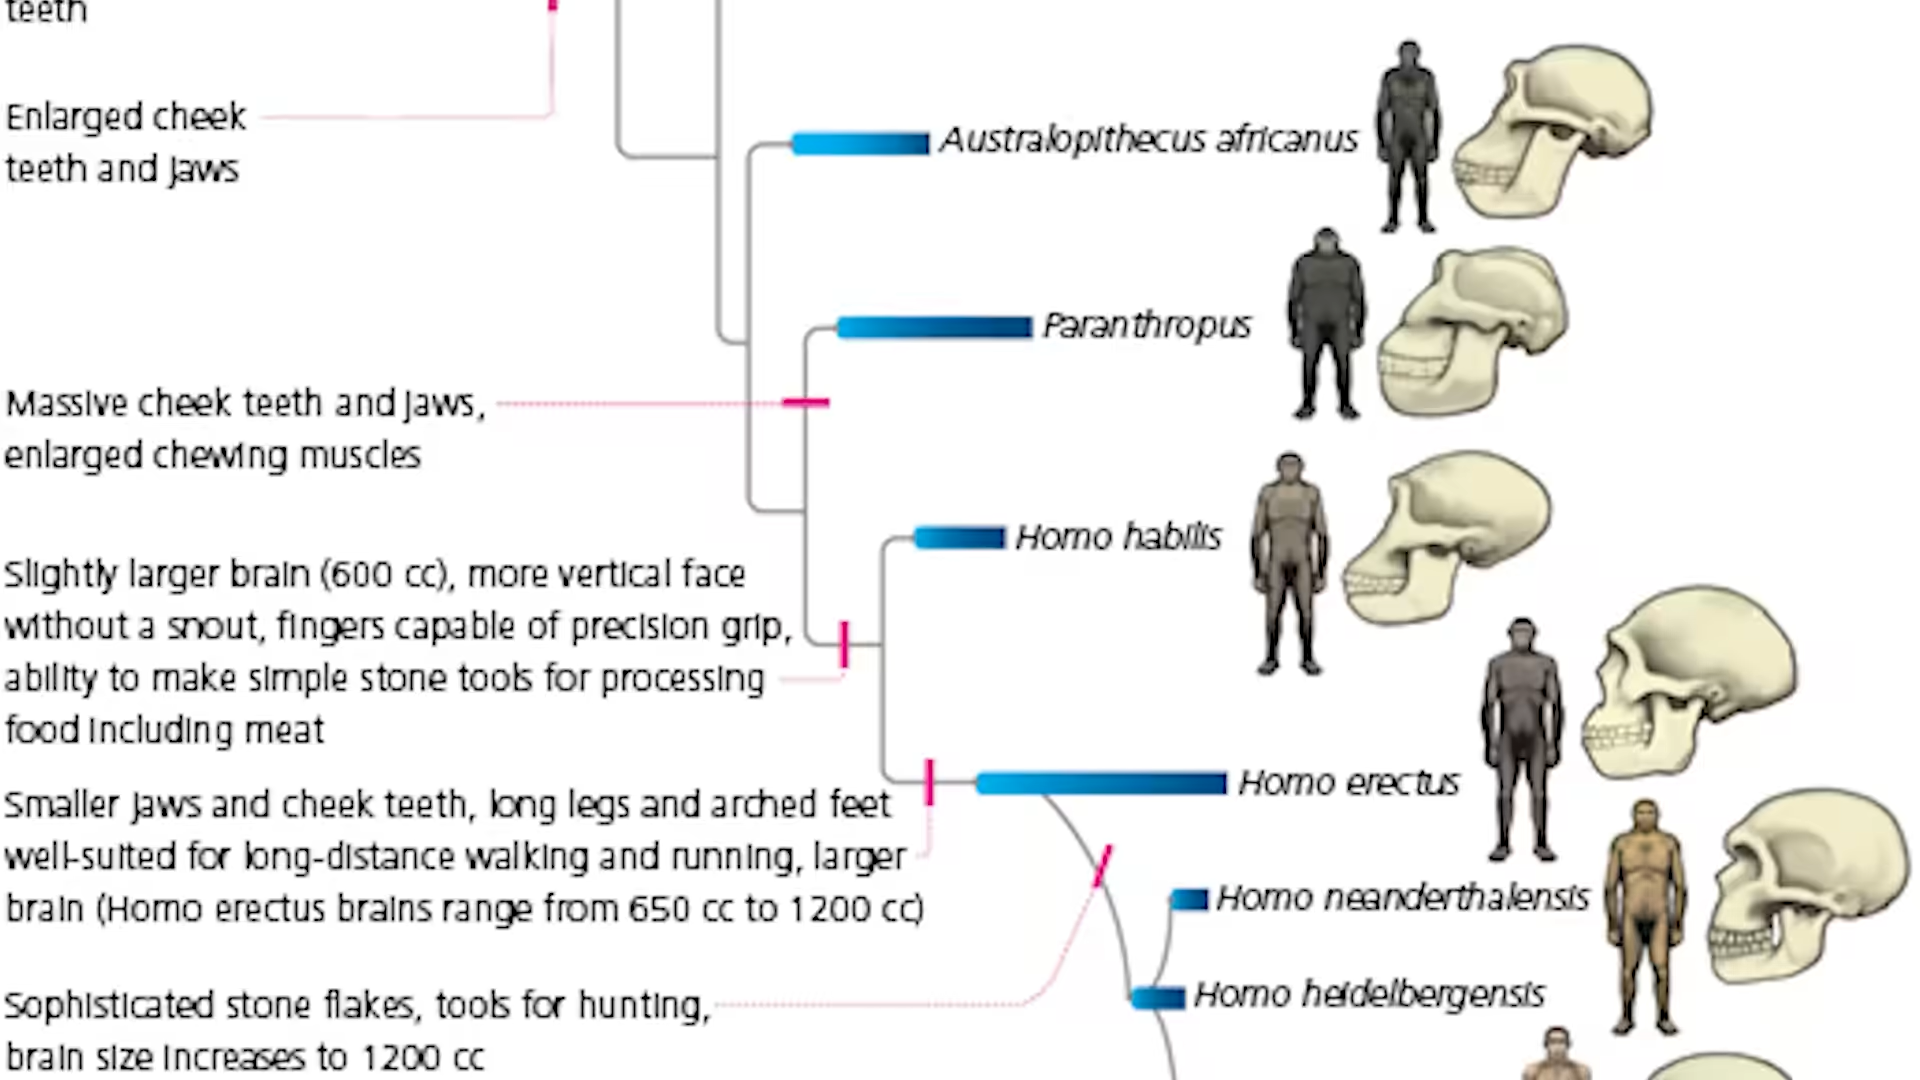 teeth
Enlarged cheek
teeth and jaws
Australopithecus africanus
Paranthropus
Massive cheek teeth and jaws,
enlarged chewing muscles
Homo habilis
Slightly larger brain (600 cc), more vertical face
without a snout, fingers capable of precision grip,
ability to make simple stone tools for processing
food including meat
Homo erectus
Smaller jaws and cheek teeth, long legs and arched feet
well-suited for long-distance walking and running, larger
brain (Homo erectus brains range from 650 cc to 1200 cc)
Homo neanderthalensis
Homo heidelbergensis
Sophisticated stone flakes, tools for hunting,
brain size increases to 1200 cc